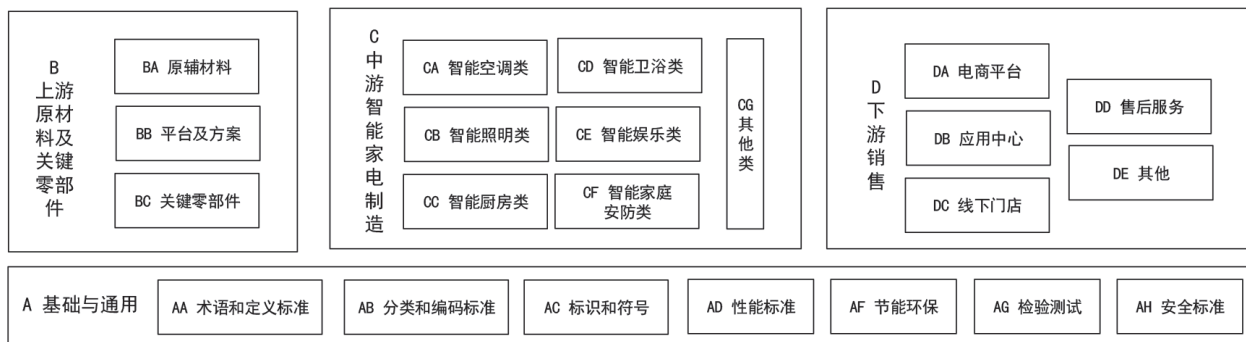 B
上游
原材
料及
关键
零部
件
BA 原辅材料
BB 平台及方案
BC 关键零部件
C
中
游
智
能
家
电
制
造
CA 智能空调类
CD 智能卫浴类
CB 智能照明类
CE 智能娱乐类
CC 智能厨房类
CF 智能家庭
安防类
CG
其
他
类
D
下
游
销
售
DA 电商平台
DB 应用中心
DC 线下门店
DD 售后服务
DE 其他
A 基础与通用
AA 术语和定义标准
AB 分类和编码标准
AC 标识和符号
AD 性能标准
AF 节能环保
AG 检验测试
AH 安全标准